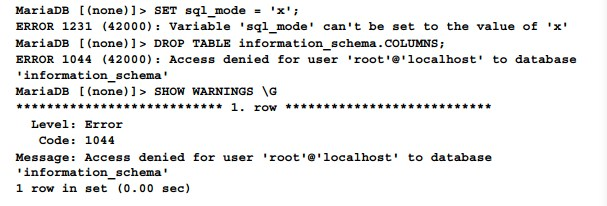 MariaDB [(none)]> SET sql_mode = 'x';
ERROR 1231 (42000): Variable 'sql_mode' can't be set to the value of 'x'
MariaDB [(none)]> DROP TABLE information_schema.COLUMNS;
ERROR 1044 (42000): Access denied for user 'root'@'localhost' to database
'information_schema'
MariaDB [(none)]> SHOW WARNINGS \G
*************************** 1. row ***************************
  Level: Error
   Code: 1044
Message: Access denied for user 'root'@'localhost' to database
'information_schema'
1 row in set (0.00 sec)